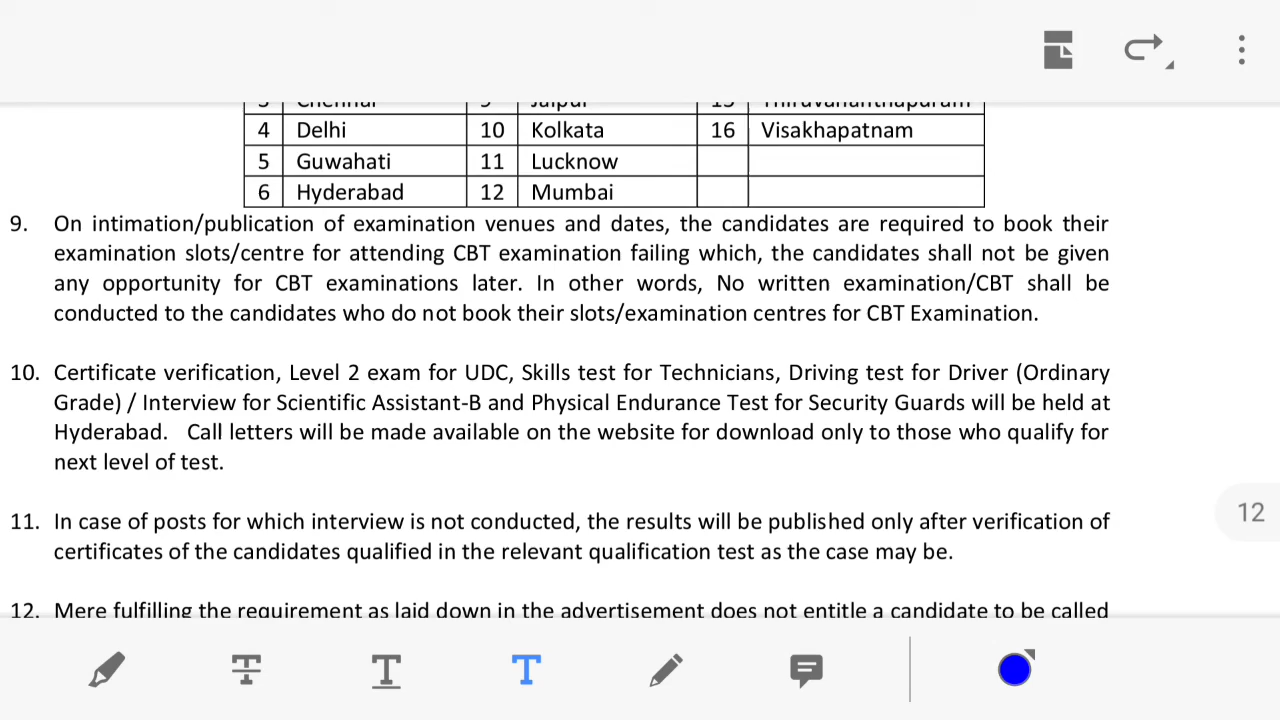 3 Chennai 9 Jaipur 15 Thiruvananthapuram
4 Delhi 10 Kolkata 16 Visakhapatnam
5 Guwahati 11 Lucknow
6 Hyderabad 12 Mumbai
9. On intimation/publication of examination venues and dates, the candidates are required to book their
examination slots/centre for attending CBT examination failing which, the candidates shall not be given
any opportunity for CBT examinations later. In other words, No written examination/CBT shall be
conducted to the candidates who do not book their slots/examination centres for CBT Examination.
10. Certificate verification, Level 2 exam for UDC, Skills test for Technicians, Driving test for Driver (Ordinary
Grade) / Interview for Scientific Assistant-B and Physical Endurance Test for Security Guards will be held at
Hyderabad. Call letters will be made available on the website for download only to those who qualify for
next level of test.
12
11. In case of posts for which interview is not conducted, the results will be published only after verification of
certificates of the candidates qualified in the relevant qualification test as the case may be.
12. Mere fulfilling the requirement as laid down in the advertisement does not entitle a candidate to be called
T T T